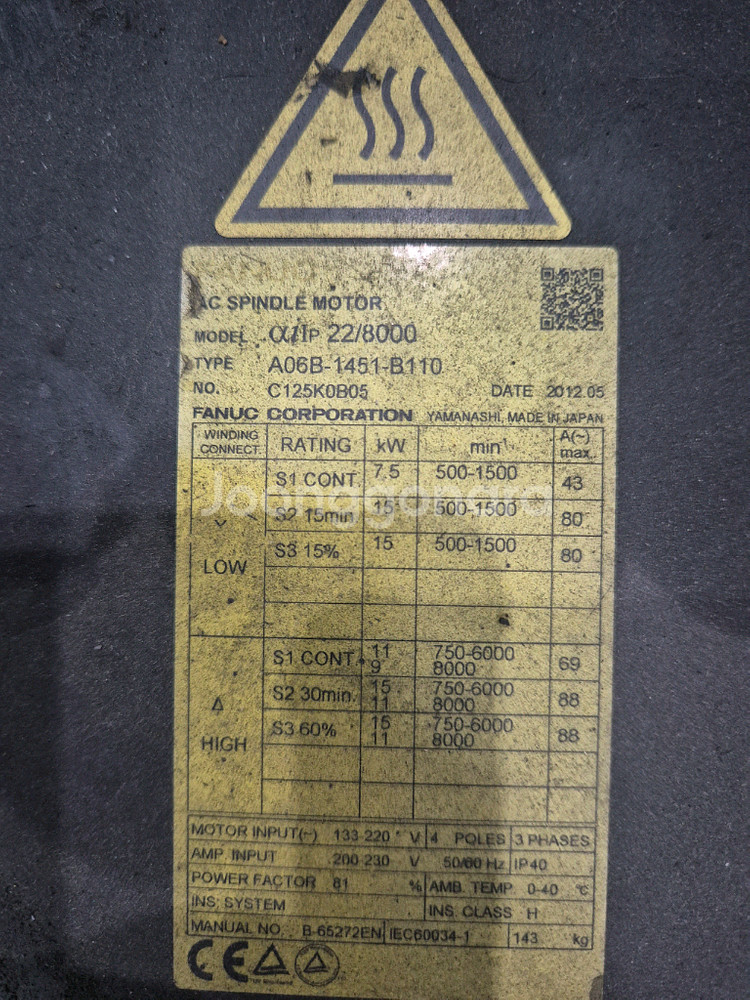 AC SPINDLE MOTOR
MODEL αiIP 22/8000
TYPE A06B-1451-B110
NO. C125K0B05 DATE 2012.05
FANUC CORPORATION YAMANASHI, MADE IN JAPAN
WINDING CONNECT. RATING kW min⁻¹ A(~) max.
S1 CONT. 7.5 500-1500 43
S2 15min 15 500-1500 80
Y LOW S3 15% 15 500-1500 80
S1 CONT. 11 750-6000 69
9 8000
S2 30min. 15 750-6000 88
11 8000
Δ HIGH S3 60% 15 750-6000 88
11 8000
MOTOR INPUT(~) 133-220 V 4 POLES 3 PHASES
AMP. INPUT 200-230 V 50/60 Hz IP40
POWER FACTOR 81 % AMB. TEMP. 0-40 °C
INS. SYSTEM INS. CLASS H
MANUAL NO. B-65272EN IEC60034-1 143 kg
CE
Joonggonara